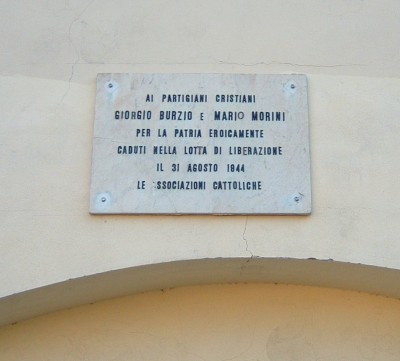 AI PARTIGIANI CRISTIANI
GIORGIO BURZIO E MARIO MORINI
PER LA PATRIA EROICAMENTE
CADUTI NELLA LOTTA DI LIBERAZIONE
IL 31 AGOSTO 1944
LE SSOCIAZIONI CATTOLICHE